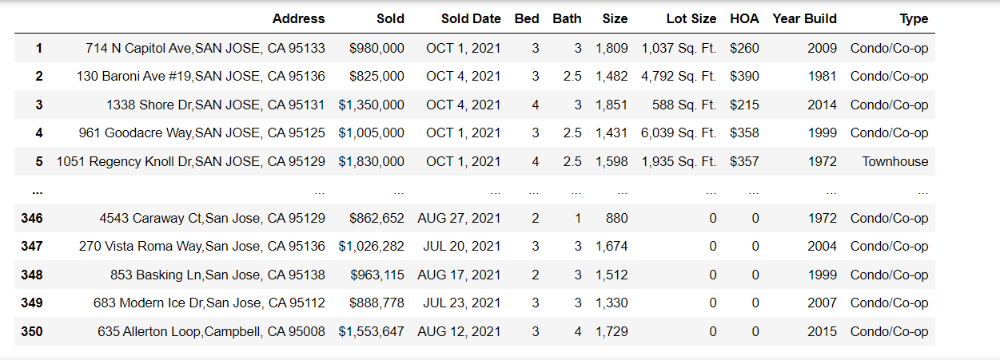 Address Sold Sold Date Bed Bath Size Lot Size HOA Year Build Type
1 714 N Capitol Ave,SAN JOSE, CA 95133 $980,000 OCT 1, 2021 3 3 1,809 1,037 Sq. Ft. $260 2009 Condo/Co-op
2 130 Baroni Ave #19,SAN JOSE, CA 95136 $825,000 OCT 4, 2021 3 2.5 1,482 4,792 Sq. Ft. $390 1981 Condo/Co-op
3 1338 Shore Dr,SAN JOSE, CA 95131 $1,350,000 OCT 4, 2021 4 3 1,851 588 Sq. Ft. $215 2014 Condo/Co-op
4 961 Goodacre Way,SAN JOSE, CA 95125 $1,005,000 OCT 1, 2021 3 2.5 1,431 6,039 Sq. Ft. $358 1999 Condo/Co-op
5 1051 Regency Knoll Dr,SAN JOSE, CA 95129 $1,830,000 OCT 1, 2021 4 2.5 1,598 1,935 Sq. Ft. $357 1972 Townhouse
... ... ... ... ... ... ... ... ... ... ...
346 4543 Caraway Ct,San Jose, CA 95129 $862,652 AUG 27, 2021 2 1 880 0 0 1972 Condo/Co-op
347 270 Vista Roma Way,San Jose, CA 95136 $1,026,282 JUL 20, 2021 3 3 1,674 0 0 2004 Condo/Co-op
348 853 Basking Ln,San Jose, CA 95138 $963,115 AUG 17, 2021 2 3 1,512 0 0 1999 Condo/Co-op
349 683 Modern Ice Dr,San Jose, CA 95112 $888,778 JUL 23, 2021 3 3 1,330 0 0 2007 Condo/Co-op
350 635 Allerton Loop,Campbell, CA 95008 $1,553,647 AUG 12, 2021 3 4 1,729 0 0 2015 Condo/Co-op